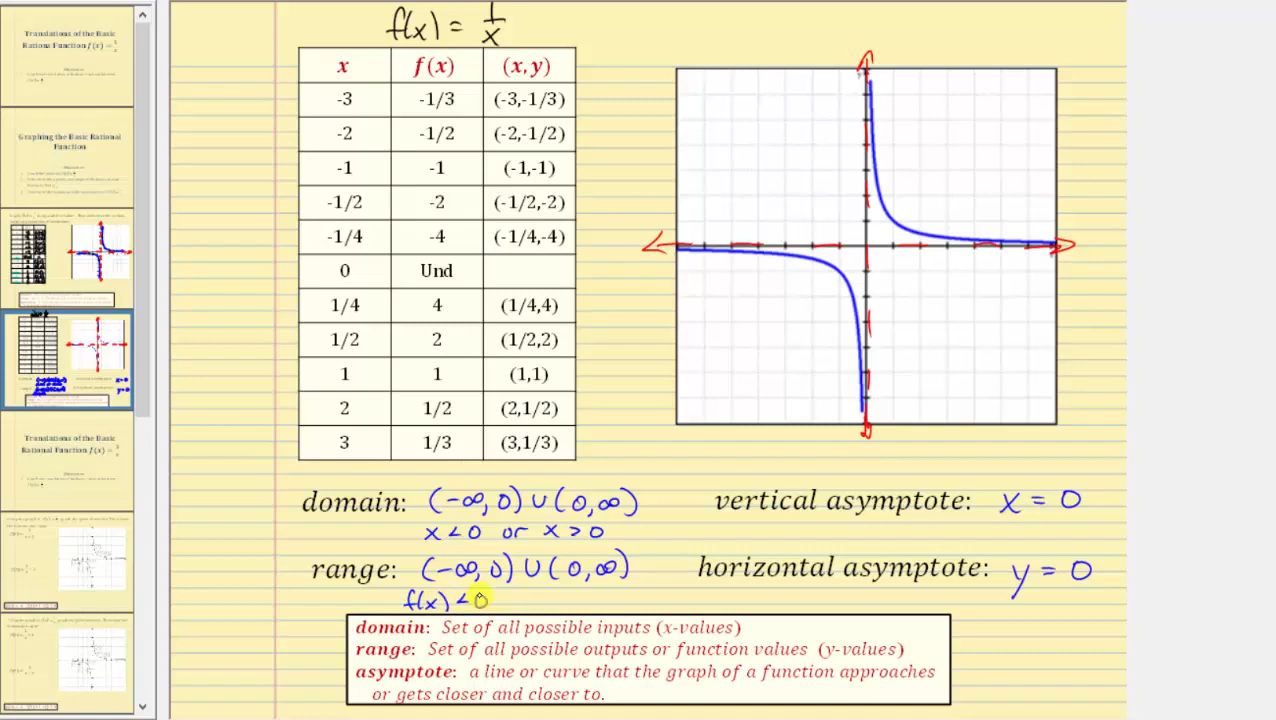 Translations of the Basic
Rations Function f(x) = 1/x
Graphing the Basic Rational
Function
Translations of the Basic
Rational Function f(x) = 1/x
f(x) = 1/x
x f(x) (x,y)
-3 -1/3 (-3,-1/3)
-2 -1/2 (-2,-1/2)
-1 -1 (-1,-1)
-1/2 -2 (-1/2,-2)
-1/4 -4 (-1/4,-4)
0 Und
1/4 4 (1/4,4)
1/2 2 (1/2,2)
1 1 (1,1)
2 1/2 (2,1/2)
3 1/3 (3,1/3)
domain: (-∞, 0) ∪ (0, ∞)
x < 0 or x > 0
range: (-∞, 0) ∪ (0, ∞)
f(x) < 0
vertical asymptote: x = 0
horizontal asymptote: y = 0
domain: Set of all possible inputs (x-values)
range: Set of all possible outputs or function values (y-values)
asymptote: a line or curve that the graph of a function approaches
or gets closer and closer to.